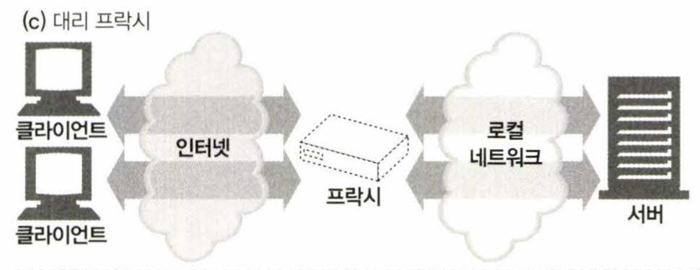 (c) 대리 프락시
클라이언트
인터넷
프락시
로컬
네트워크
서버
클라이언트